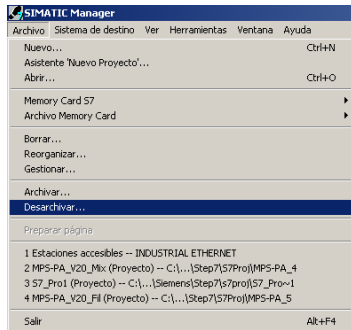 SIMATIC Manager
Archivo Sistema de destino Ver Herramientas Ventana Ayuda
Nuevo... Ctrl+N
Asistente 'Nuevo Proyecto'...
Abrir... Ctrl+O
Memory Card S7
Archivo Memory Card
Borrar...
Reorganizar...
Gestionar...
Archivar...
Desarchivar...
Preparar página
1 Estaciones accesibles -- INDUSTRIAL ETHERNET
2 MPS-PA_V20_Mix (Proyecto) -- C:\...\Step7\S7Proj\MPS-PA_4
3 S7_Pro1 (Proyecto) -- C:\...\Siemens\Step7\s7proj\S7_Pro~1
4 MPS-PA_V20_Fil (Proyecto) -- C:\...\Step7\S7Proj\MPS-PA_5
Salir Alt+F4